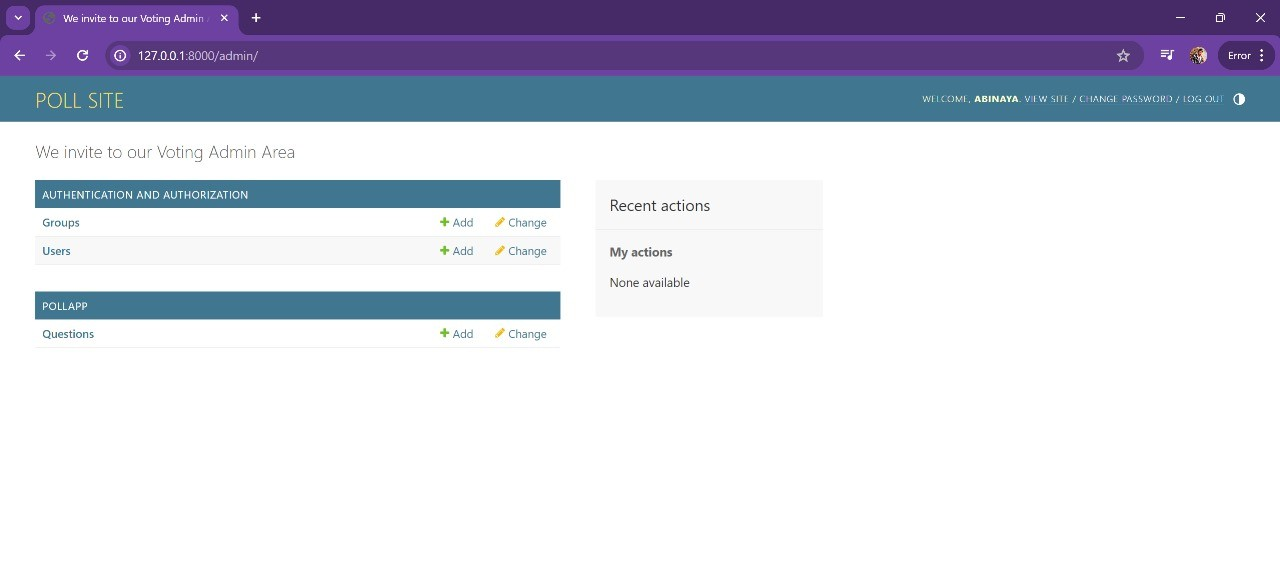 We invite to our Voting Admin
127.0.0.1:8000/admin/
Error
POLL SITE
WELCOME, ABINAYA. VIEW SITE / CHANGE PASSWORD / LOG OUT
We invite to our Voting Admin Area
AUTHENTICATION AND AUTHORIZATION
Groups Add Change
Users Add Change
POLLAPP
Questions Add Change
Recent actions
My actions
None available